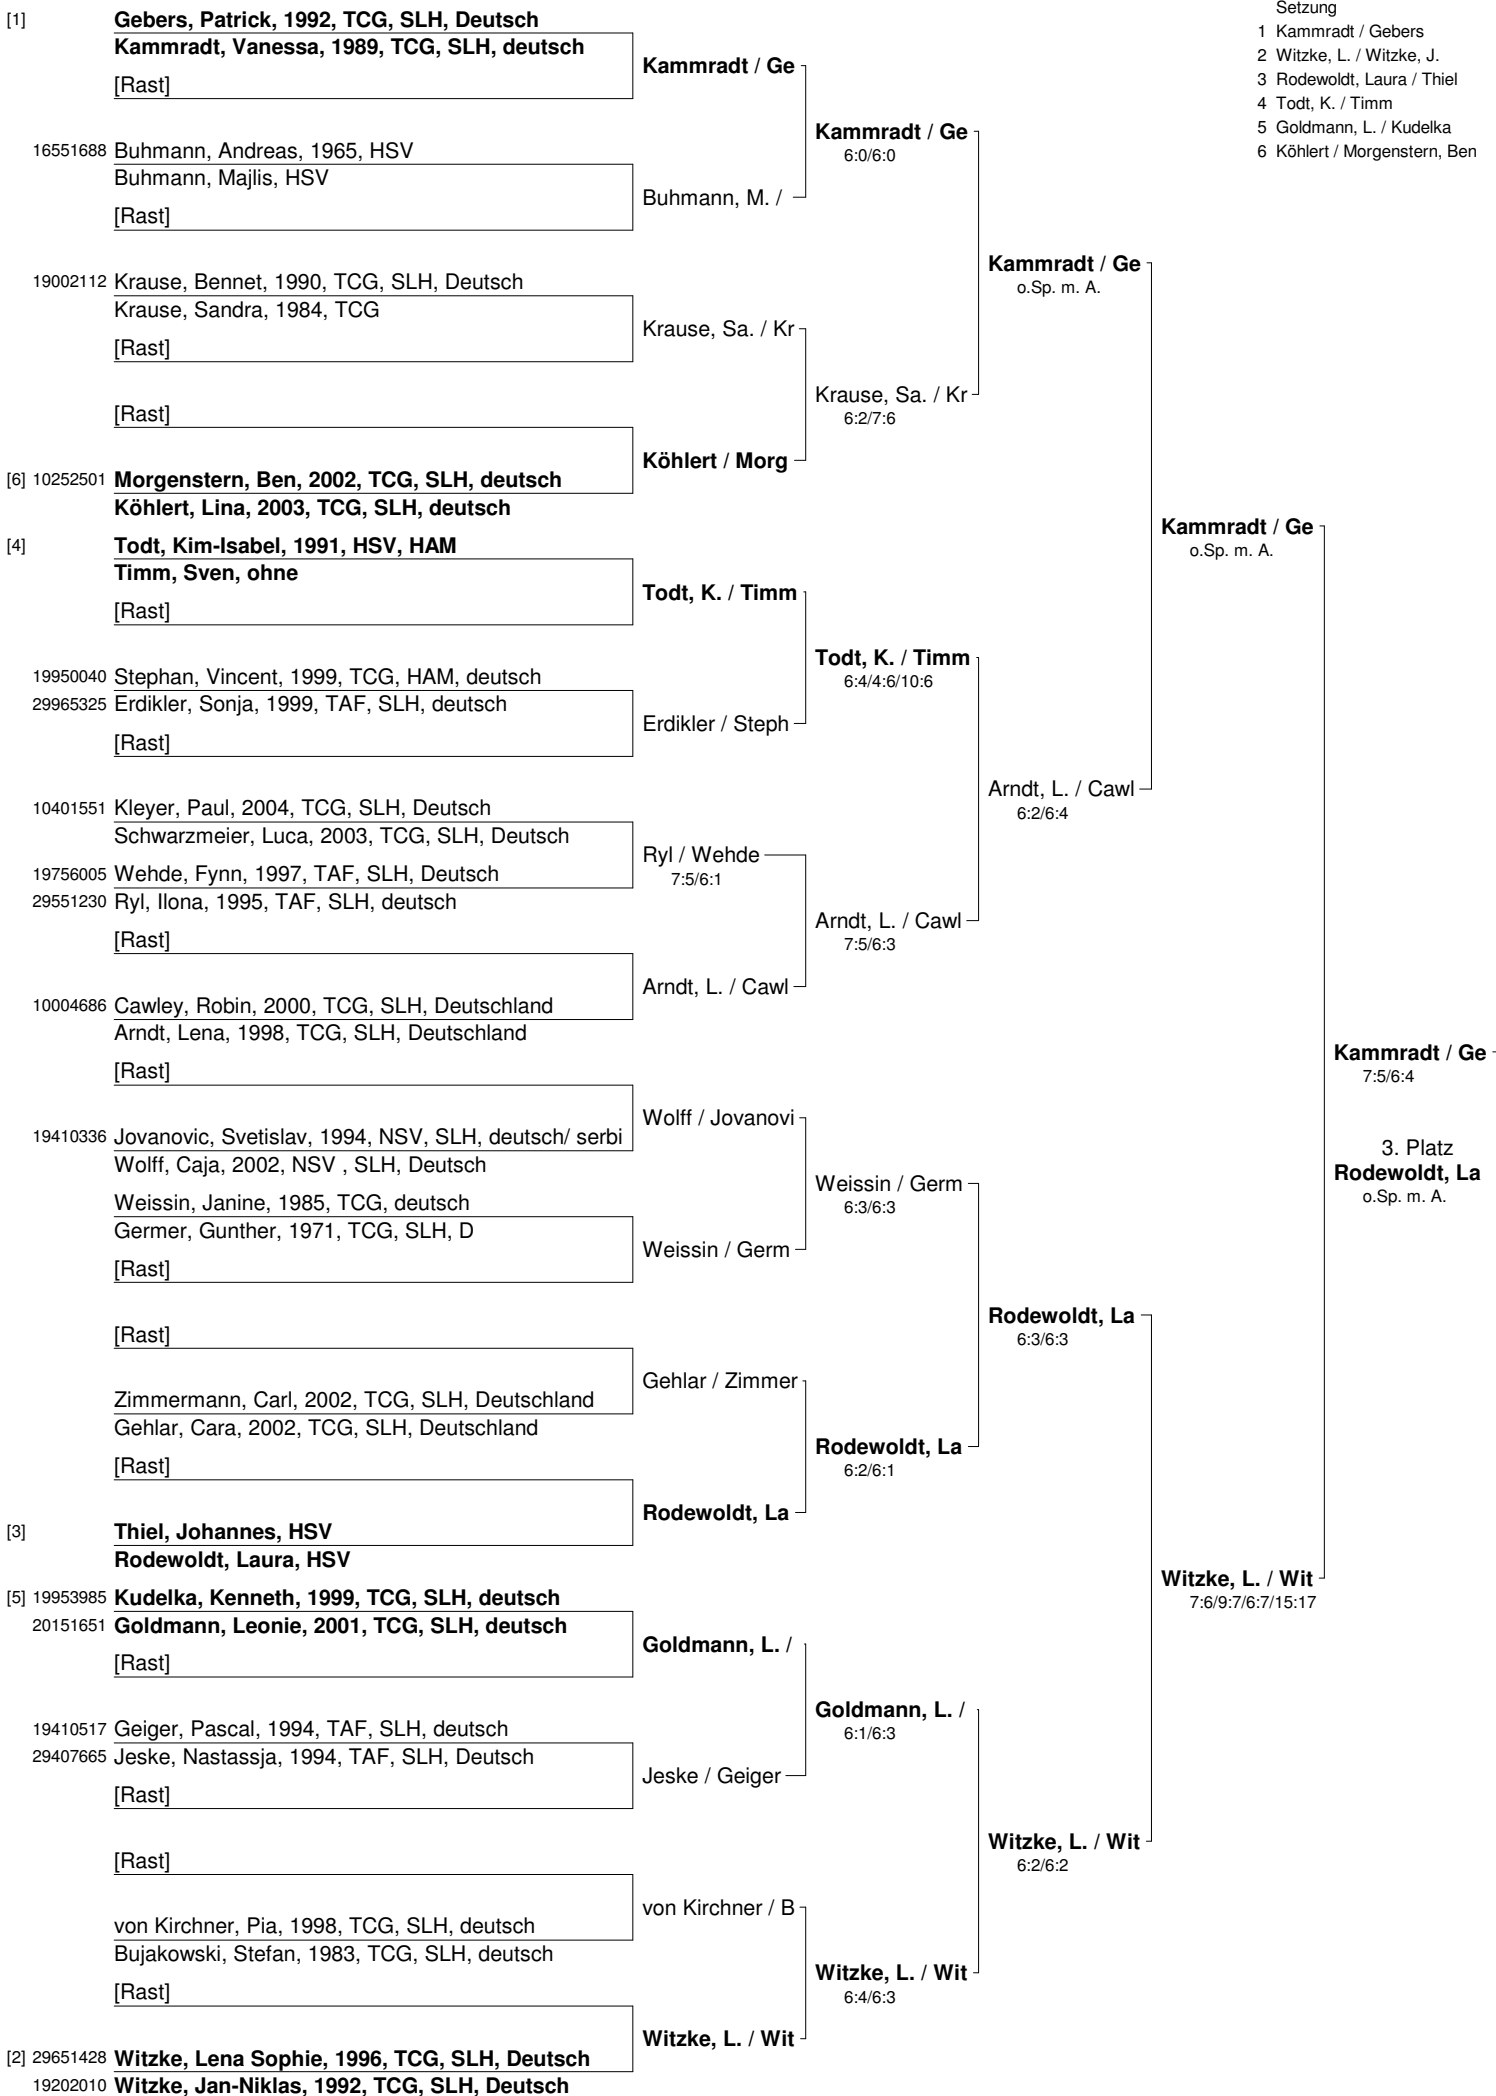 Setzung
1 Kammradt / Gebers
2 Witzke, L. / Witzke, J.
3 Rodewoldt, Laura / Thiel
4 Todt, K. / Timm
5 Goldmann, L. / Kudelka
6 Köhlert / Morgenstern, Ben
[1] Gebers, Patrick, 1992, TCG, SLH, Deutsch
Kammradt, Vanessa, 1989, TCG, SLH, deutsch
[Rast]
16551688 Buhmann, Andreas, 1965, HSV
Buhmann, Majlis, HSV
[Rast]
19002112 Krause, Bennet, 1990, TCG, SLH, Deutsch
Krause, Sandra, 1984, TCG
[Rast]
[Rast]
[6] 10252501 Morgenstern, Ben, 2002, TCG, SLH, deutsch
Köhlert, Lina, 2003, TCG, SLH, deutsch
[4] Todt, Kim-Isabel, 1991, HSV, HAM
Timm, Sven, ohne
[Rast]
19950040 Stephan, Vincent, 1999, TCG, HAM, deutsch
29965325 Erdikler, Sonja, 1999, TAF, SLH, deutsch
[Rast]
10401551 Kleyer, Paul, 2004, TCG, SLH, Deutsch
Schwarzmeier, Luca, 2003, TCG, SLH, Deutsch
19756005 Wehde, Fynn, 1997, TAF, SLH, Deutsch
29551230 Ryl, Ilona, 1995, TAF, SLH, deutsch
[Rast]
10004686 Cawley, Robin, 2000, TCG, SLH, Deutschland
Arndt, Lena, 1998, TCG, SLH, Deutschland
[Rast]
19410336 Jovanovic, Svetislav, 1994, NSV, SLH, deutsch/ serbi
Wolff, Caja, 2002, NSV , SLH, Deutsch
Weissin, Janine, 1985, TCG, deutsch
Germer, Gunther, 1971, TCG, SLH, D
[Rast]
[Rast]
Zimmermann, Carl, 2002, TCG, SLH, Deutschland
Gehlar, Cara, 2002, TCG, SLH, Deutschland
[Rast]
[3] Thiel, Johannes, HSV
Rodewoldt, Laura, HSV
[5] 19953985 Kudelka, Kenneth, 1999, TCG, SLH, deutsch
20151651 Goldmann, Leonie, 2001, TCG, SLH, deutsch
[Rast]
19410517 Geiger, Pascal, 1994, TAF, SLH, deutsch
29407665 Jeske, Nastassja, 1994, TAF, SLH, Deutsch
[Rast]
[Rast]
von Kirchner, Pia, 1998, TCG, SLH, deutsch
Bujakowski, Stefan, 1983, TCG, SLH, deutsch
[Rast]
[2] 29651428 Witzke, Lena Sophie, 1996, TCG, SLH, Deutsch
19202010 Witzke, Jan-Niklas, 1992, TCG, SLH, Deutsch
Kammradt / Ge
Buhmann, M. /
Krause, Sa. / Kr
Köhlert / Morg
Todt, K. / Timm
Erdikler / Steph
Ryl / Wehde
7:5/6:1
Arndt, L. / Cawl
Wolff / Jovanovi
Weissin / Germ
Gehlar / Zimmer
Rodewoldt, La
Goldmann, L. /
Jeske / Geiger
von Kirchner / B
Witzke, L. / Wit
Kammradt / Ge
6:0/6:0
Krause, Sa. / Kr
6:2/7:6
Todt, K. / Timm
6:4/4:6/10:6
Arndt, L. / Cawl
7:5/6:3
Weissin / Germ
6:3/6:3
Rodewoldt, La
6:2/6:1
Goldmann, L. /
6:1/6:3
Witzke, L. / Wit
6:4/6:3
Kammradt / Ge
o.Sp. m. A.
Arndt, L. / Cawl
6:2/6:4
Rodewoldt, La
6:3/6:3
Witzke, L. / Wit
6:2/6:2
Kammradt / Ge
o.Sp. m. A.
Witzke, L. / Wit
7:6/9:7/6:7/15:17
Kammradt / Ge
7:5/6:4
3. Platz
Rodewoldt, La
o.Sp. m. A.